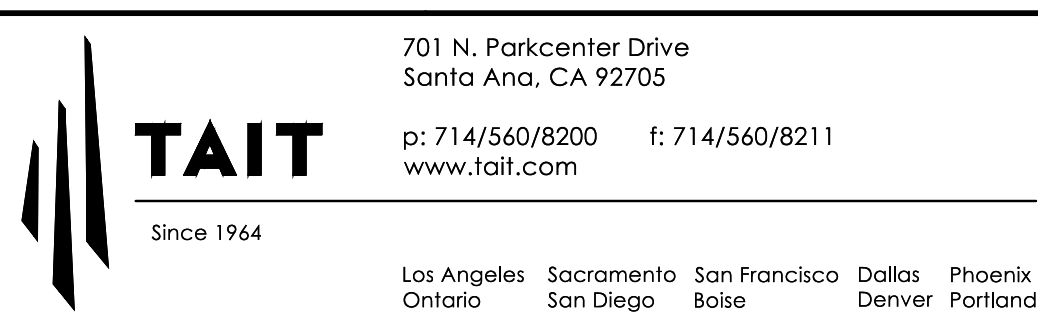 701 N. Parkcenter Drive
Santa Ana, CA 92705
TAIT
p: 714/560/8200 f: 714/560/8211
www.tait.com
Since 1964
Los Angeles Sacramento San Francisco Dallas Phoenix
Ontario San Diego Boise Denver Portland